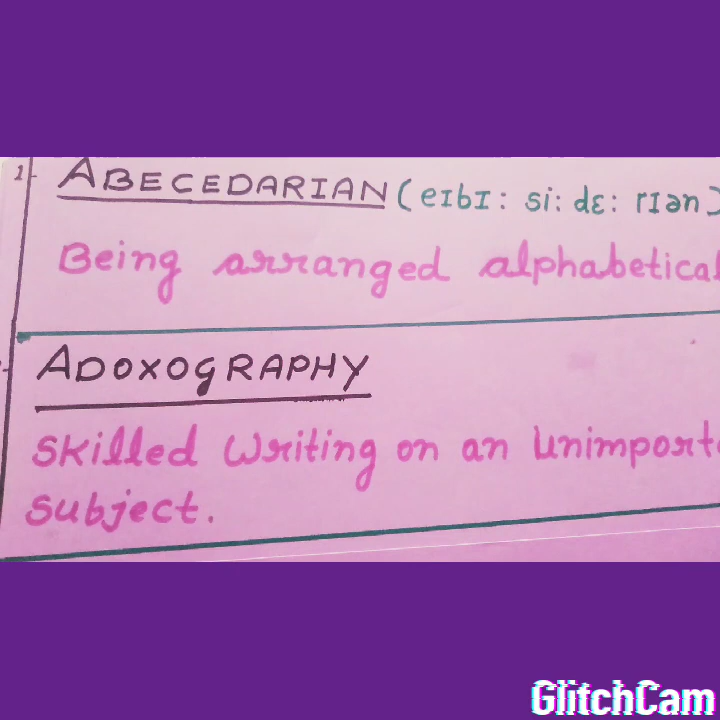 1- ABECEDARIAN (eɪbɪ: si: dɛ: rɪən)
Being arranged alphabetical
ADOXOGRAPHY
Skilled Writing on an Unimport
subject.
GlitchCam